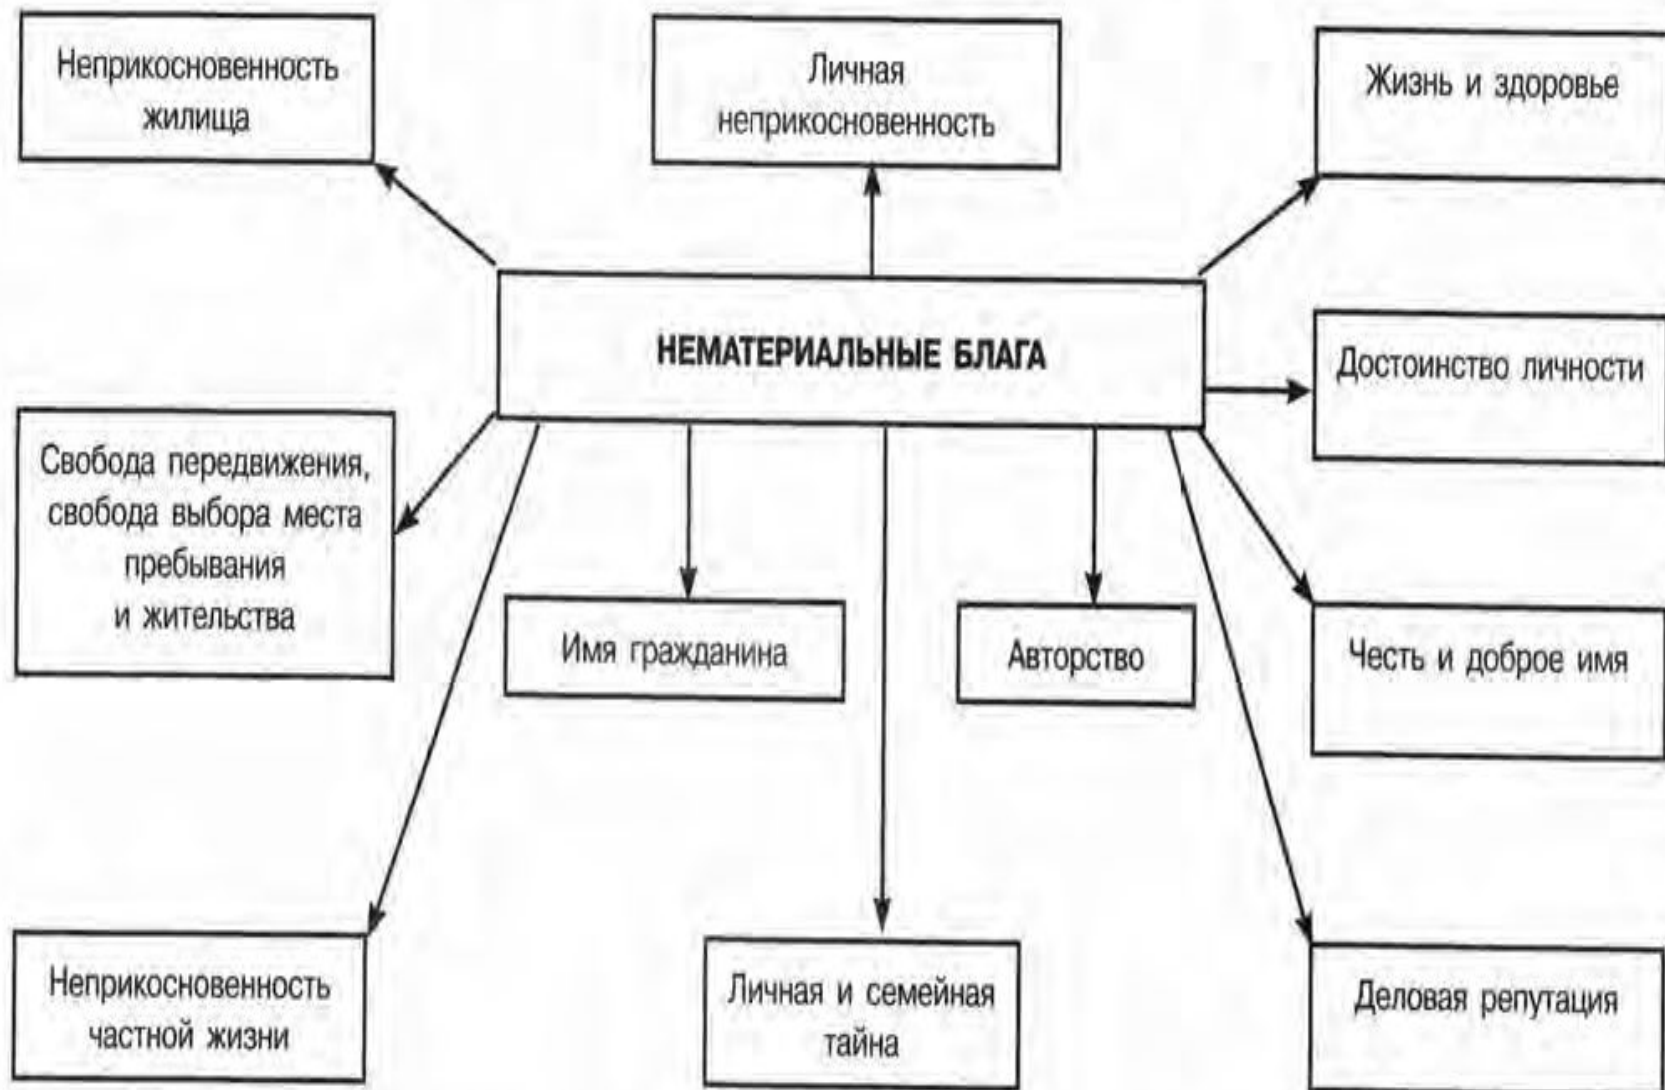 Неприкосновенность
жилища
Личная
неприкосновенность
Жизнь и здоровье
НЕМАТЕРИАЛЬНЫЕ БЛАГА
Достоинство личности
Свобода передвижения,
свобода выбора места
пребывания
и жительства
Имя гражданина
Авторство
Честь и доброе имя
Неприкосновенность
частной жизни
Личная и семейная
тайна
Деловая репутация